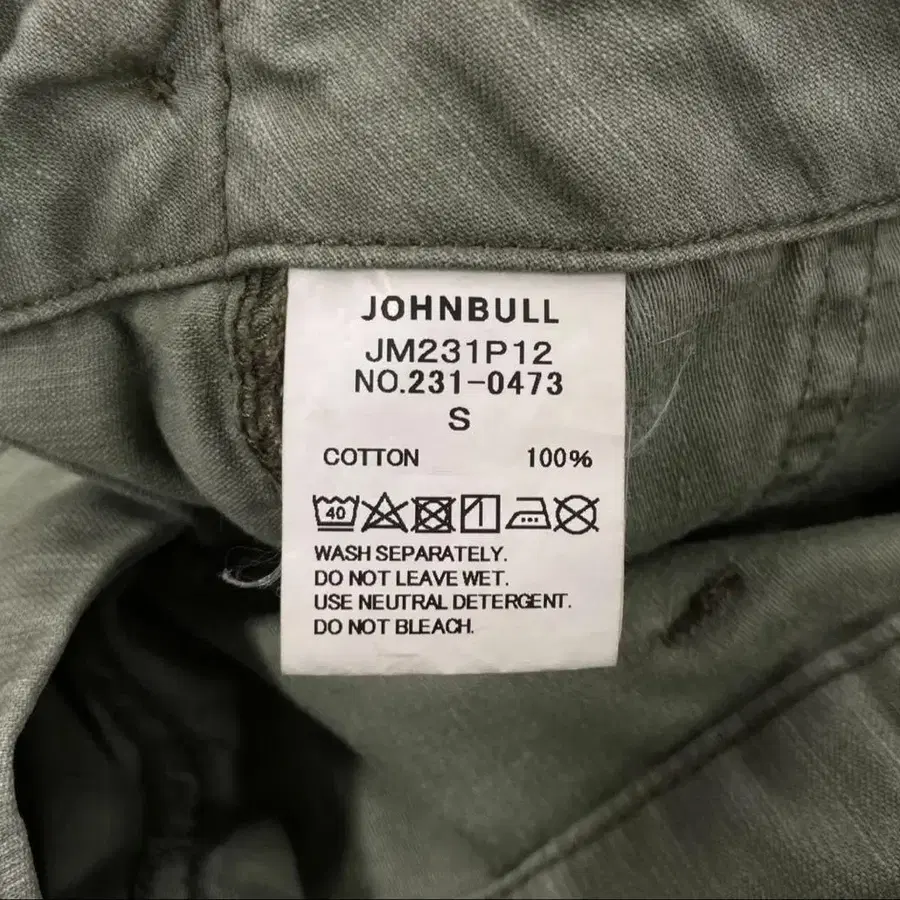 JOHNBULL
JM231P12
NO.231-0473
S
COTTON 100%
40
WASH SEPARATELY.
DO NOT LEAVE WET.
USE NEUTRAL DETERGENT.
DO NOT BLEACH.